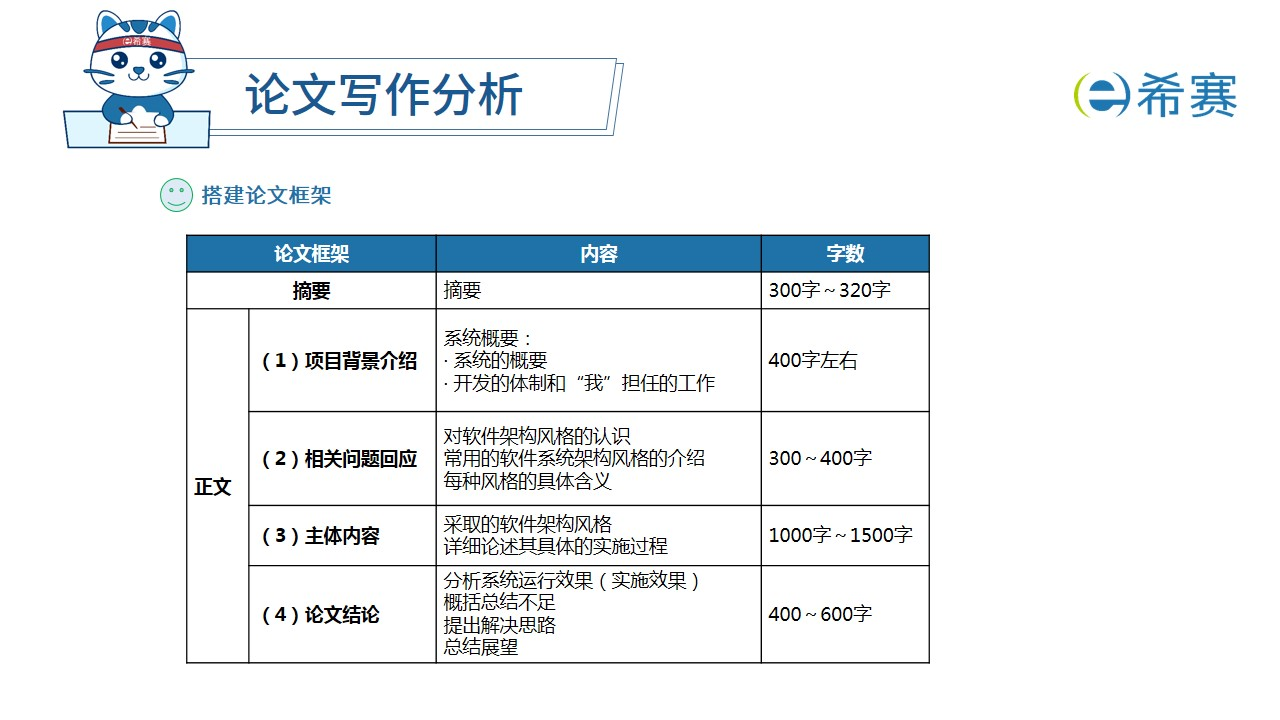 希赛
论文写作分析
希赛
搭建论文框架
论文框架 内容 字数
摘要 摘要 300字～320字
正文
（1）项目背景介绍
系统概要：
· 系统的概要
· 开发的体制和“我”担任的工作
400字左右
（2）相关问题回应
对软件架构风格的认识
常用的软件系统架构风格的介绍
每种风格的具体含义
300～400字
（3）主体内容
采取的软件架构风格
详细论述其具体的实施过程
1000字～1500字
（4）论文结论
分析系统运行效果（实施效果）
概括总结不足
提出解决思路
总结展望
400～600字